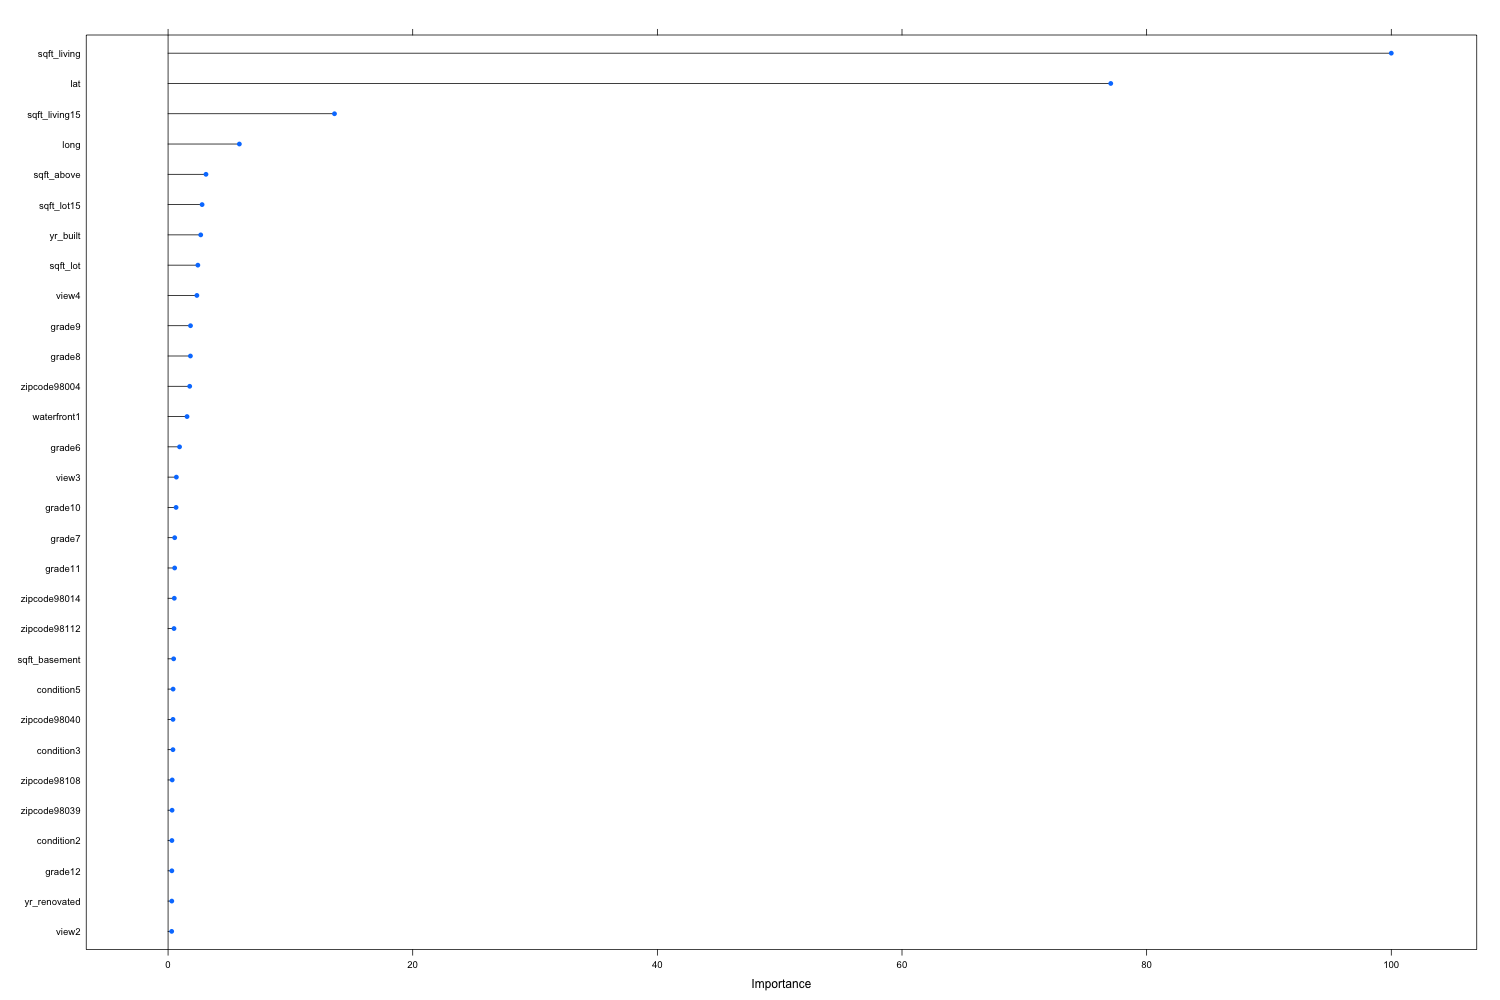 sqft_living
lat
sqft_living15
long
sqft_above
sqft_lot15
yr_built
sqft_lot
view4
grade9
grade8
zipcode98004
waterfront1
grade6
view3
grade10
grade7
grade11
zipcode98014
zipcode98112
sqft_basement
condition5
zipcode98040
condition3
zipcode98108
zipcode98039
condition2
grade12
yr_renovated
view2
0 20 40 60 80 100
Importance